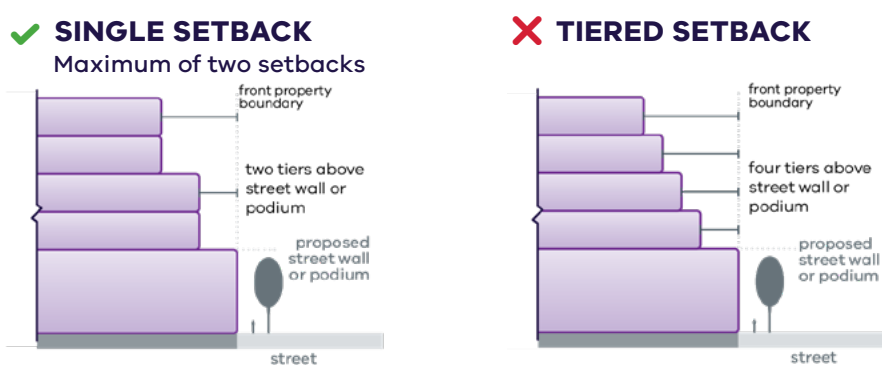 SINGLE SETBACK
Maximum of two setbacks
front property
boundary
two tiers above
street wall or
podium
proposed
street wall
or podium
street
TIERED SETBACK
front property
boundary
four tiers above
street wall or
podium
proposed
street wall
or podium
street